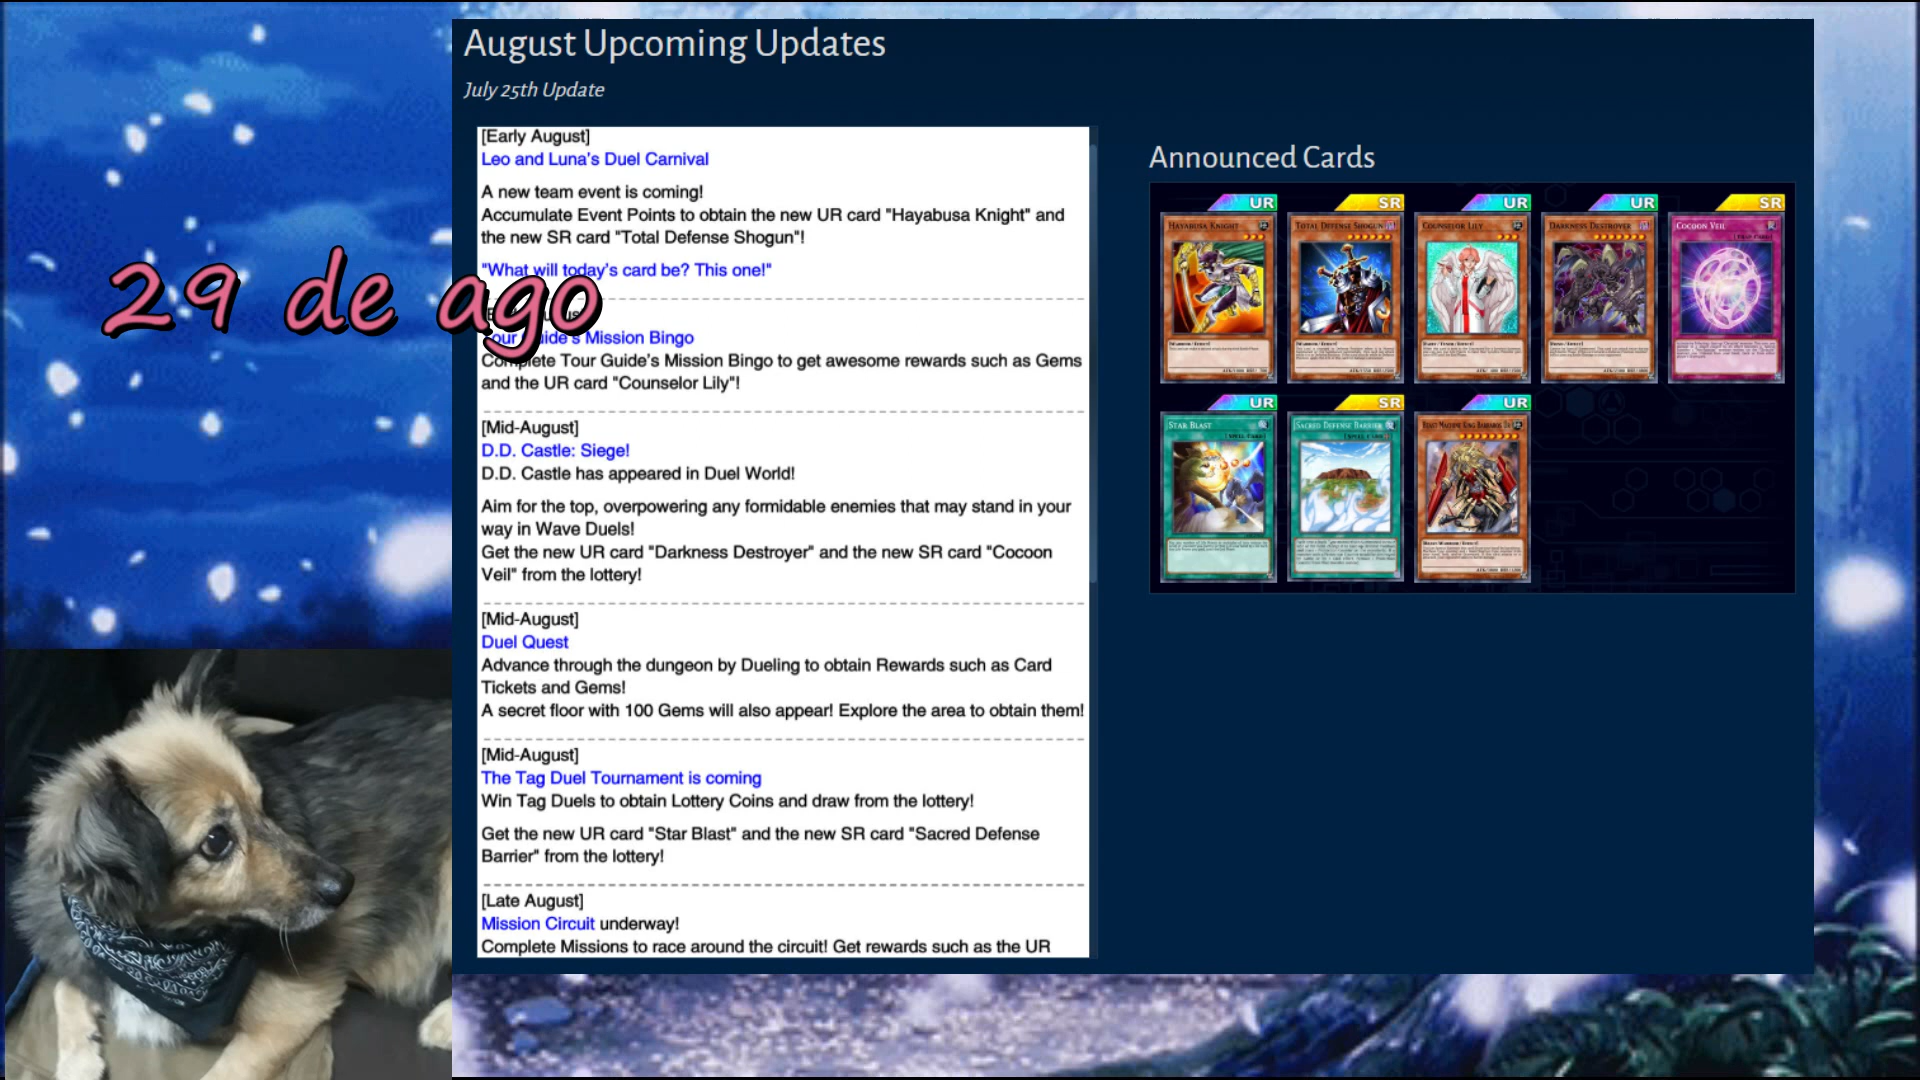 August Upcoming Updates
July 25th Update
[Early August]
Leo and Luna's Duel Carnival
A new team event is coming!
Accumulate Event Points to obtain the new UR card "Hayabusa Knight" and
the new SR card "Total Defense Shogun"!
"What will today's card be? This one!"
29 de ago
Tour Guide's Mission Bingo
Complete Tour Guide's Mission Bingo to get awesome rewards such as Gems
and the UR card "Counselor Lily"!
[Mid-August]
D.D. Castle: Siege!
D.D. Castle has appeared in Duel World!
Aim for the top, overpowering any formidable enemies that may stand in your
way in Wave Duels!
Get the new UR card "Darkness Destroyer" and the new SR card "Cocoon
Veil" from the lottery!
[Mid-August]
Duel Quest
Advance through the dungeon by Dueling to obtain Rewards such as Card
Tickets and Gems!
A secret floor with 100 Gems will also appear! Explore the area to obtain them!
[Mid-August]
The Tag Duel Tournament is coming
Win Tag Duels to obtain Lottery Coins and draw from the lottery!
Get the new UR card "Star Blast" and the new SR card "Sacred Defense
Barrier" from the lottery!
[Late August]
Mission Circuit underway!
Complete Missions to race around the circuit! Get rewards such as the UR
Announced Cards
UR SR UR UR SR
Hayabusa Knight
Total Defense Shogun
Counselor Lily
Darkness Destroyer
Cocoon Veil
UR SR UR
Star Blast
Sacred Defense Barrier
Beast Machine King Barbaros Ür